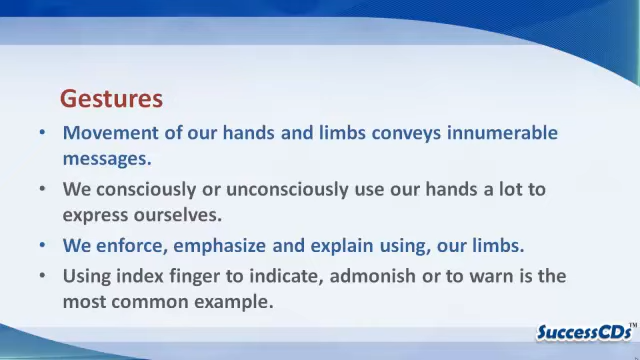 Gestures
• Movement of our hands and limbs conveys innumerable
messages.
• We consciously or unconsciously use our hands a lot to
express ourselves.
• We enforce, emphasize and explain using, our limbs.
• Using index finger to indicate, admonish or to warn is the
most common example.
SuccessCDs™